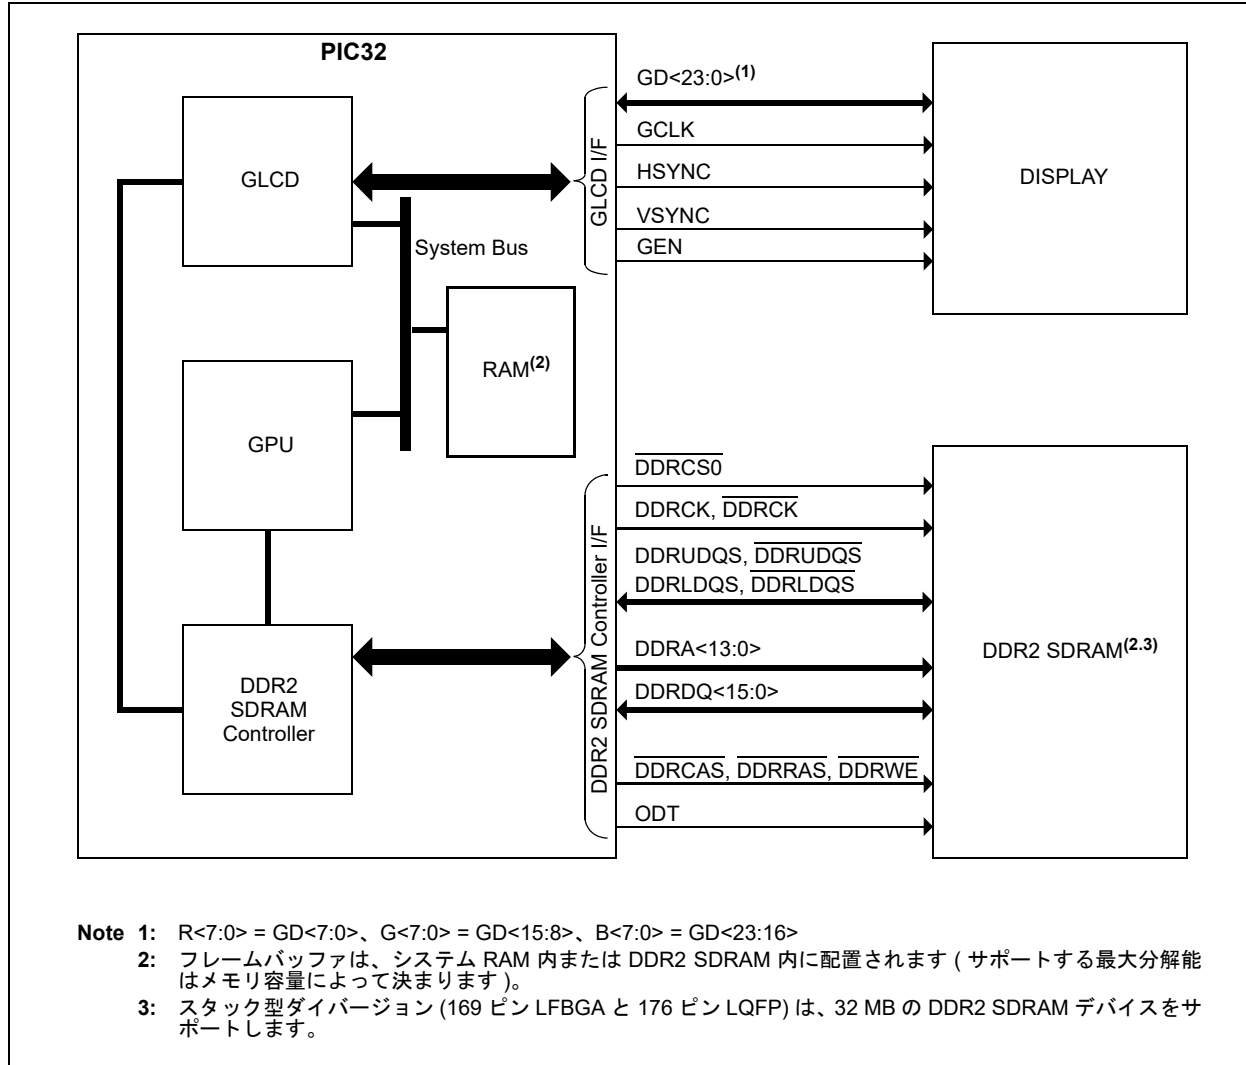 PIC32
GLCD
System Bus
RAM(2)
GPU
DDR2
SDRAM
Controller
GLCD I/F
GD<23:0>(1)
GCLK
HSYNC
VSYNC
GEN
DISPLAY
DDR2 SDRAM Controller I/F
D̅D̅R̅C̅S̅0̅
DDRCK, D̅D̅R̅C̅K̅
DDRUDQS, D̅D̅R̅U̅D̅Q̅S̅
DDRLDQS, D̅D̅R̅L̅D̅Q̅S̅
DDRA<13:0>
DDRDQ<15:0>
D̅D̅R̅C̅A̅S̅, D̅D̅R̅R̅A̅S̅, D̅D̅R̅W̅E̅
ODT
DDR2 SDRAM(2.3)
Note 1: R<7:0> = GD<7:0>、G<7:0> = GD<15:8>、B<7:0> = GD<23:16>
2: フレームバッファは、システム RAM 内または DDR2 SDRAM 内に配置されます ( サポートする最大分解能
はメモリ容量によって決まります )。
3: スタック型ダイバージョン (169 ピン LFBGA と 176 ピン LQFP) は、32 MB の DDR2 SDRAM デバイスをサ
ポートします。